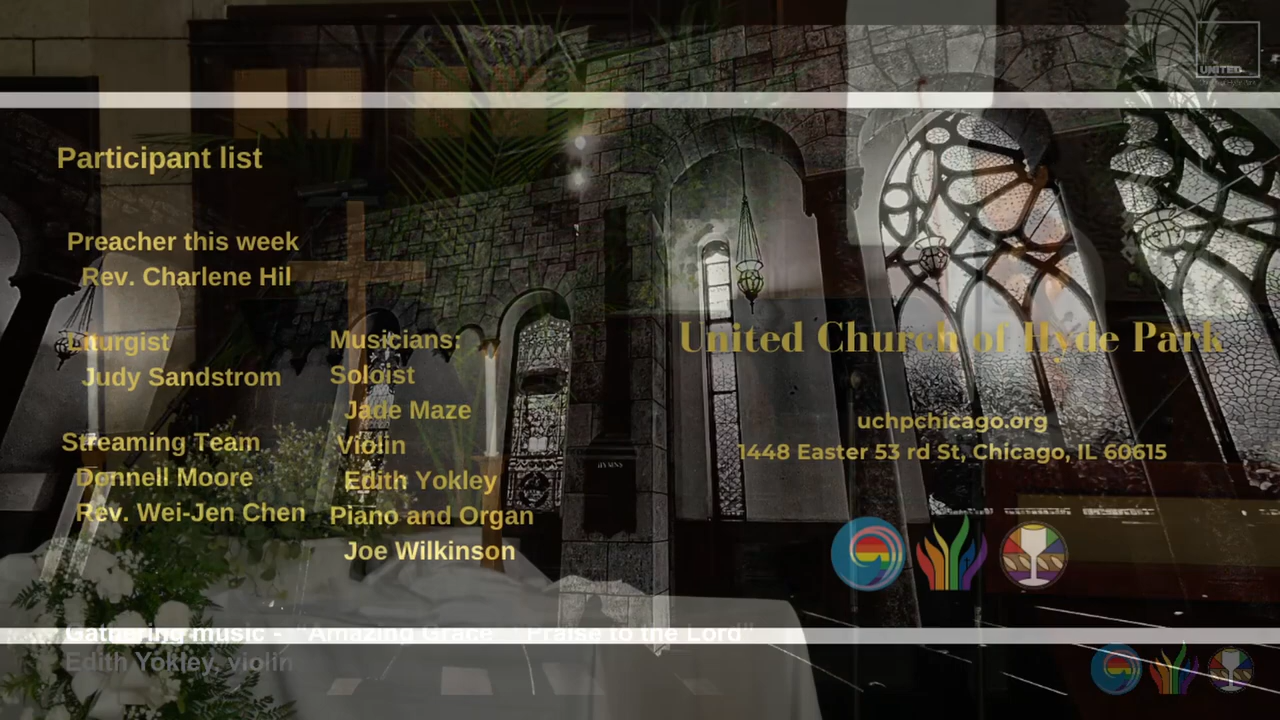 UNITED
Participant list
Preacher this week
Rev. Charlene Hil
Liturgist
Judy Sandstrom
Streaming Team
Donnell Moore
Rev. Wei-Jen Chen
Musicians:
Soloist
Jade Maze
Violin
Edith Yokley
Piano and Organ
Joe Wilkinson
HYMNS
United Church of Hyde Park
uchpchicago.org
1448 Easter 53 rd St, Chicago, IL 60615
Gathering music - "Amazing Grace "Praise to the Lord"
Edith Yokley, violin